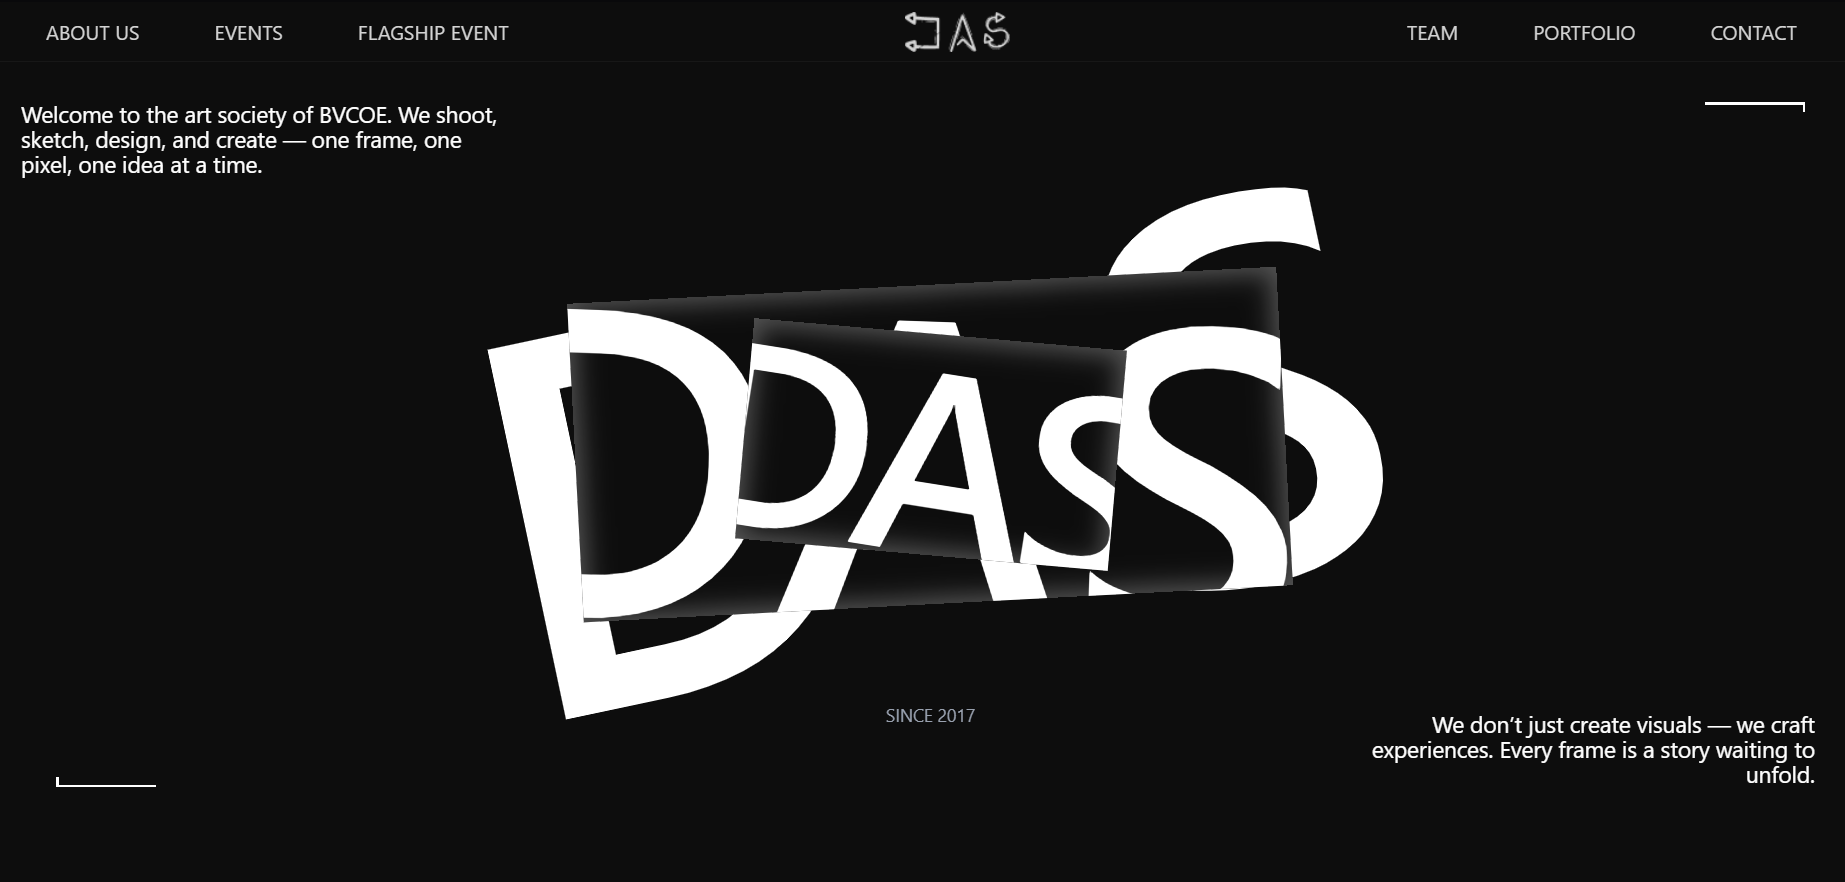 ABOUT US
EVENTS
FLAGSHIP EVENT
DAS
TEAM
PORTFOLIO
CONTACT
Welcome to the art society of BVCOE. We shoot,
sketch, design, and create — one frame, one
pixel, one idea at a time.
DAS
SINCE 2017
We don’t just create visuals — we craft
experiences. Every frame is a story waiting to
unfold.